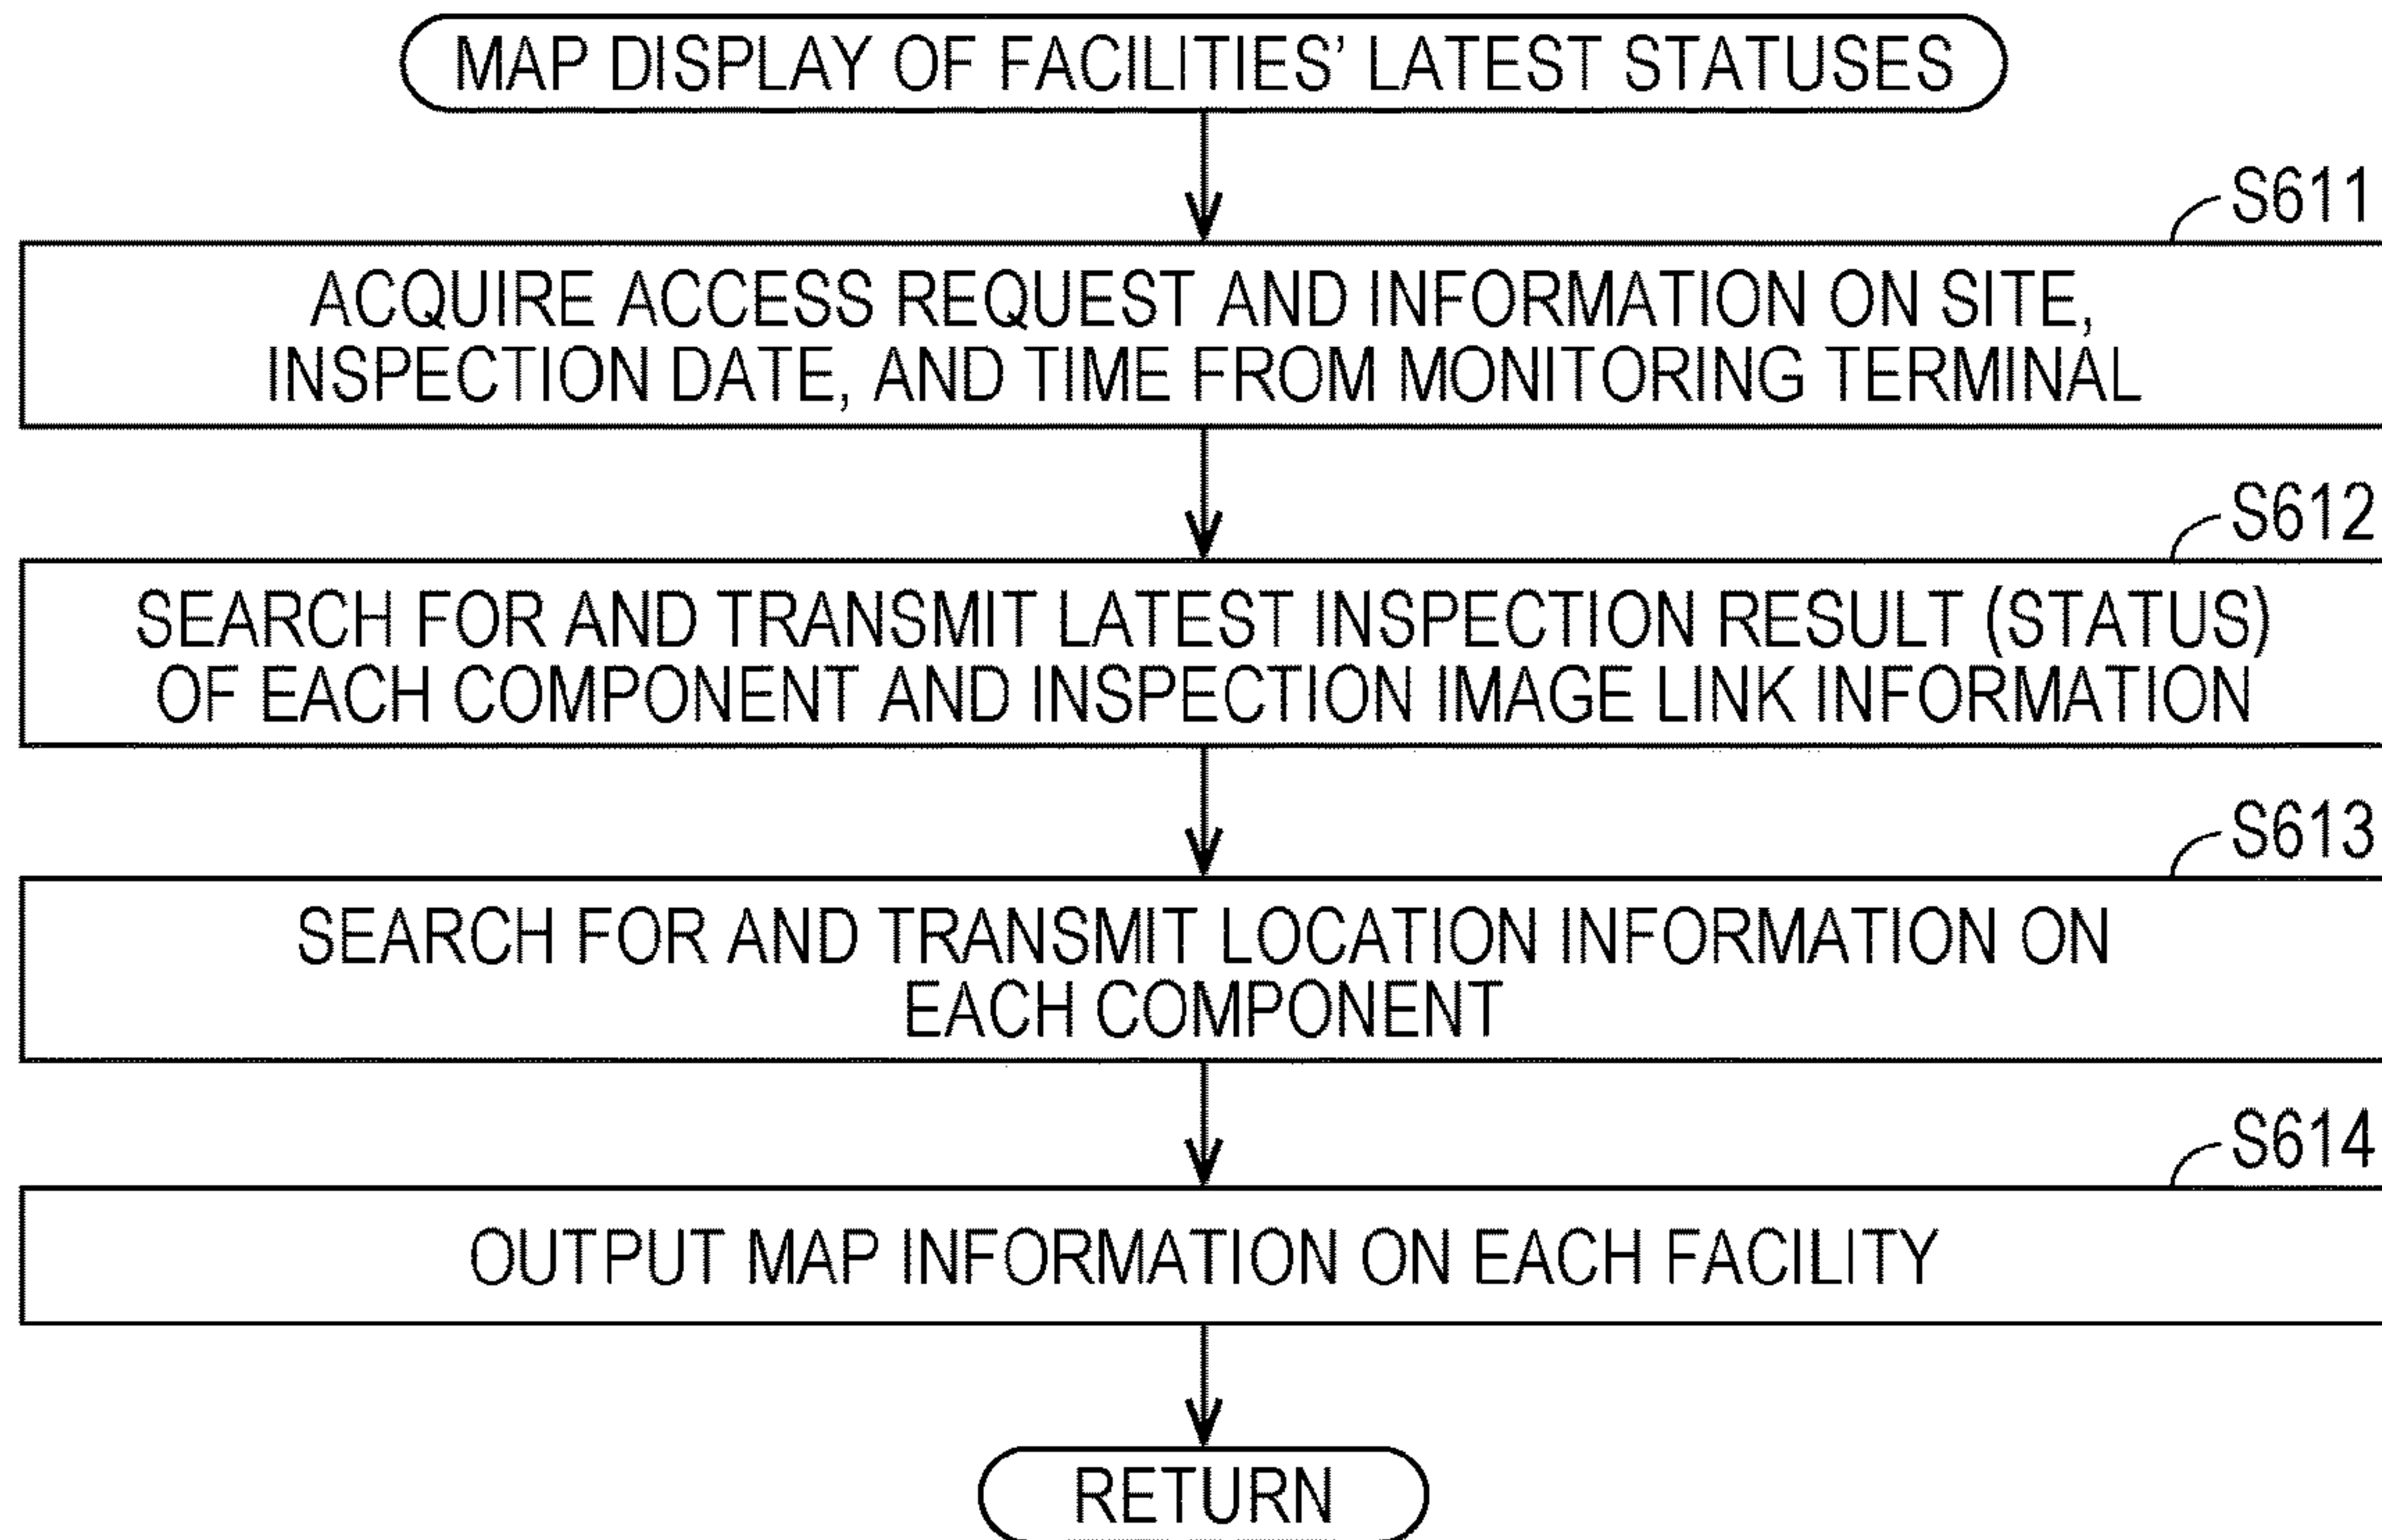 MAP DISPLAY OF FACILITIES' LATEST STATUSES
S611
ACQUIRE ACCESS REQUEST AND INFORMATION ON SITE,
INSPECTION DATE, AND TIME FROM MONITORING TERMINAL
S612
SEARCH FOR AND TRANSMIT LATEST INSPECTION RESULT (STATUS)
OF EACH COMPONENT AND INSPECTION IMAGE LINK INFORMATION
S613
SEARCH FOR AND TRANSMIT LOCATION INFORMATION ON
EACH COMPONENT
S614
OUTPUT MAP INFORMATION ON EACH FACILITY
RETURN